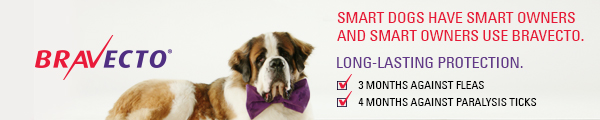 BRAVECTO®
SMART DOGS HAVE SMART OWNERS
AND SMART OWNERS USE BRAVECTO.
LONG-LASTING PROTECTION.
3 MONTHS AGAINST FLEAS
4 MONTHS AGAINST PARALYSIS TICKS